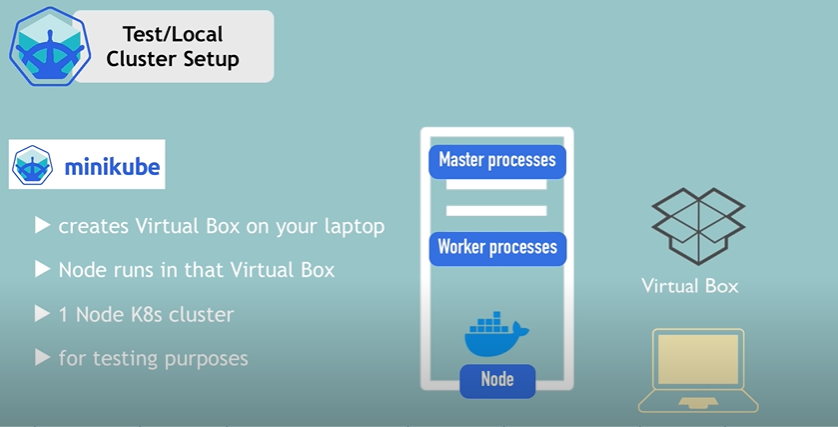 Test/Local
Cluster Setup
minikube
creates Virtual Box on your laptop
Node runs in that Virtual Box
1 Node K8s cluster
for testing purposes
Master processes
Worker processes
Node
Virtual Box